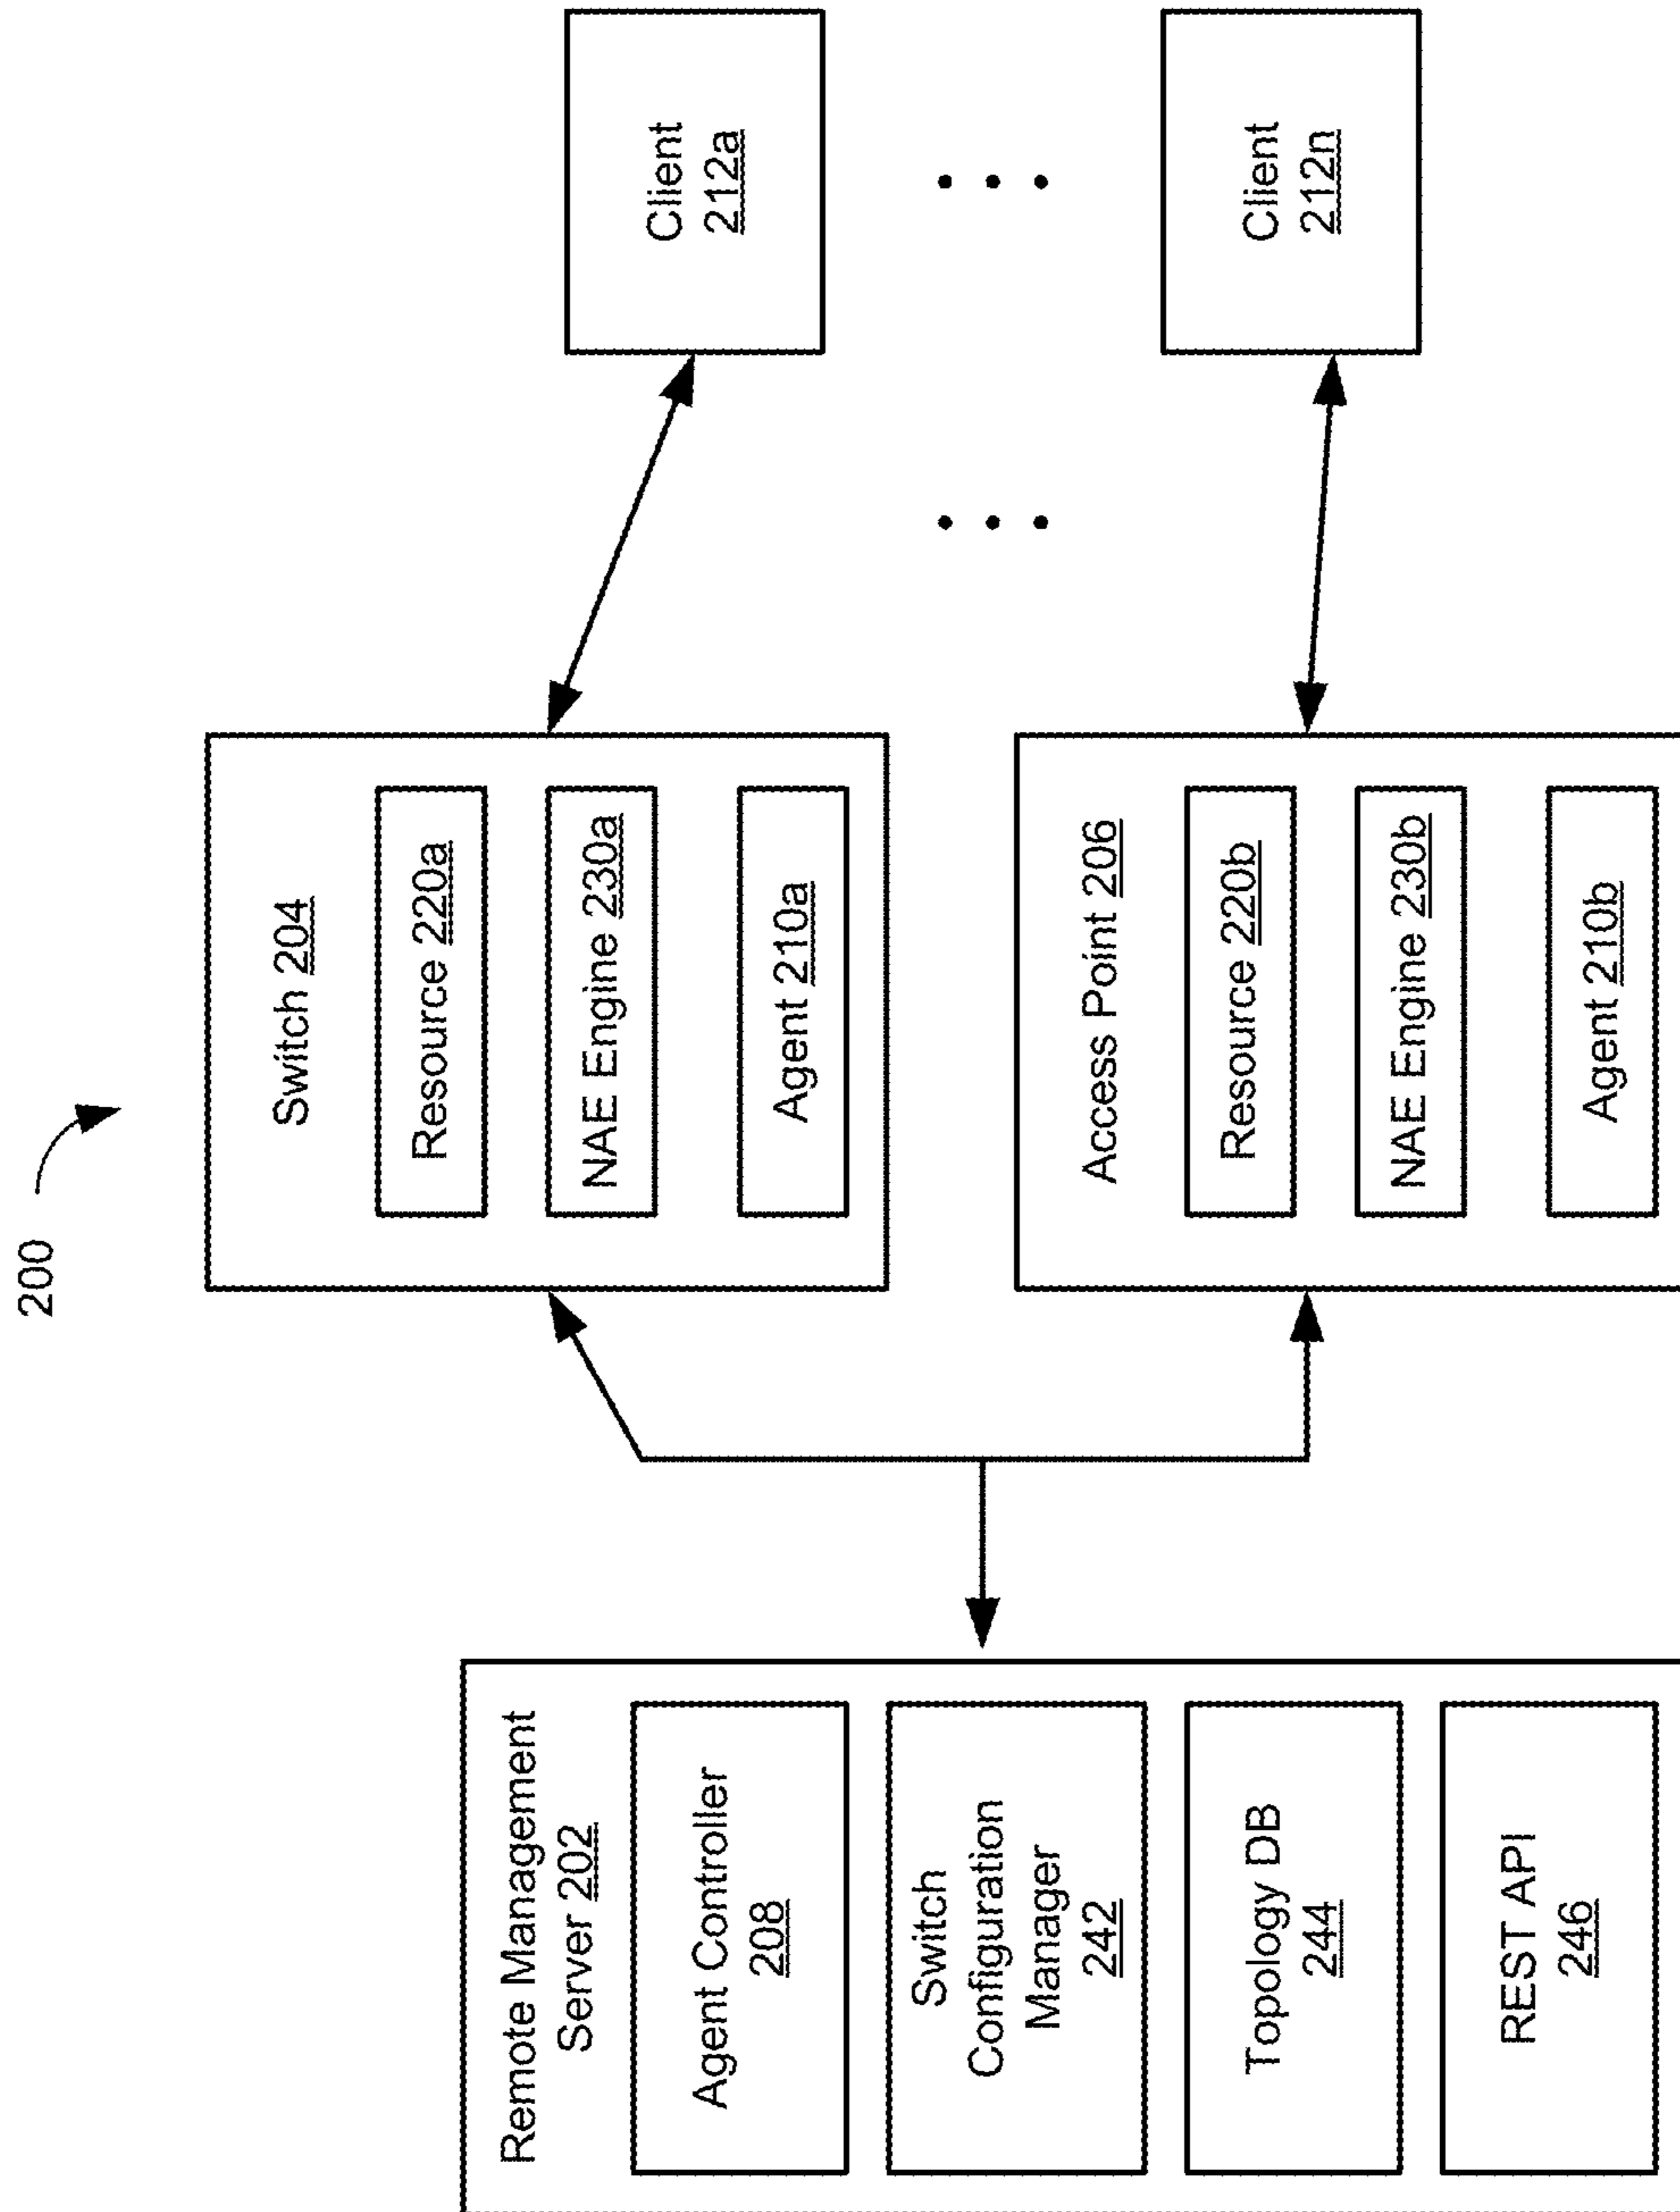 200
Remote Management
Server 202
Agent Controller
208
Switch
Configuration
Manager
242
Topology DB
244
REST API
246
Switch 204
Resource 220a
NAE Engine 230a
Agent 210a
Access Point 206
Resource 220b
NAE Engine 230b
Agent 210b
Client
212a
Client
212n